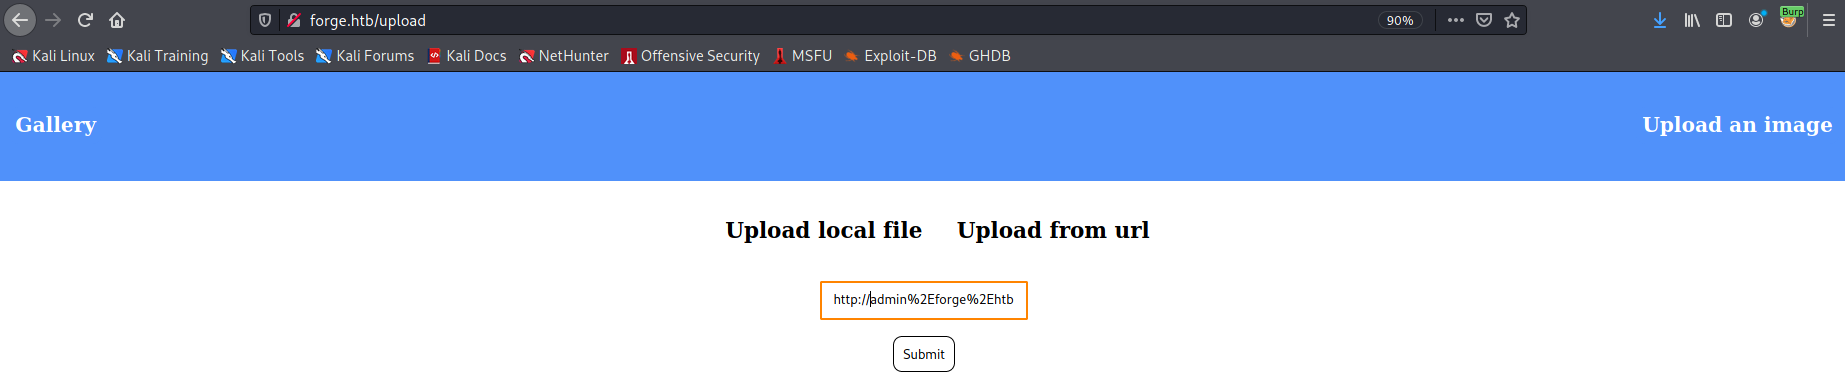 forge.htb/upload 90% Burp
Kali Linux Kali Training Kali Tools Kali Forums Kali Docs NetHunter Offensive Security MSFU Exploit-DB GHDB
Gallery Upload an image
Upload local file Upload from url
http://admin%2Eforge%2Ehtb
Submit